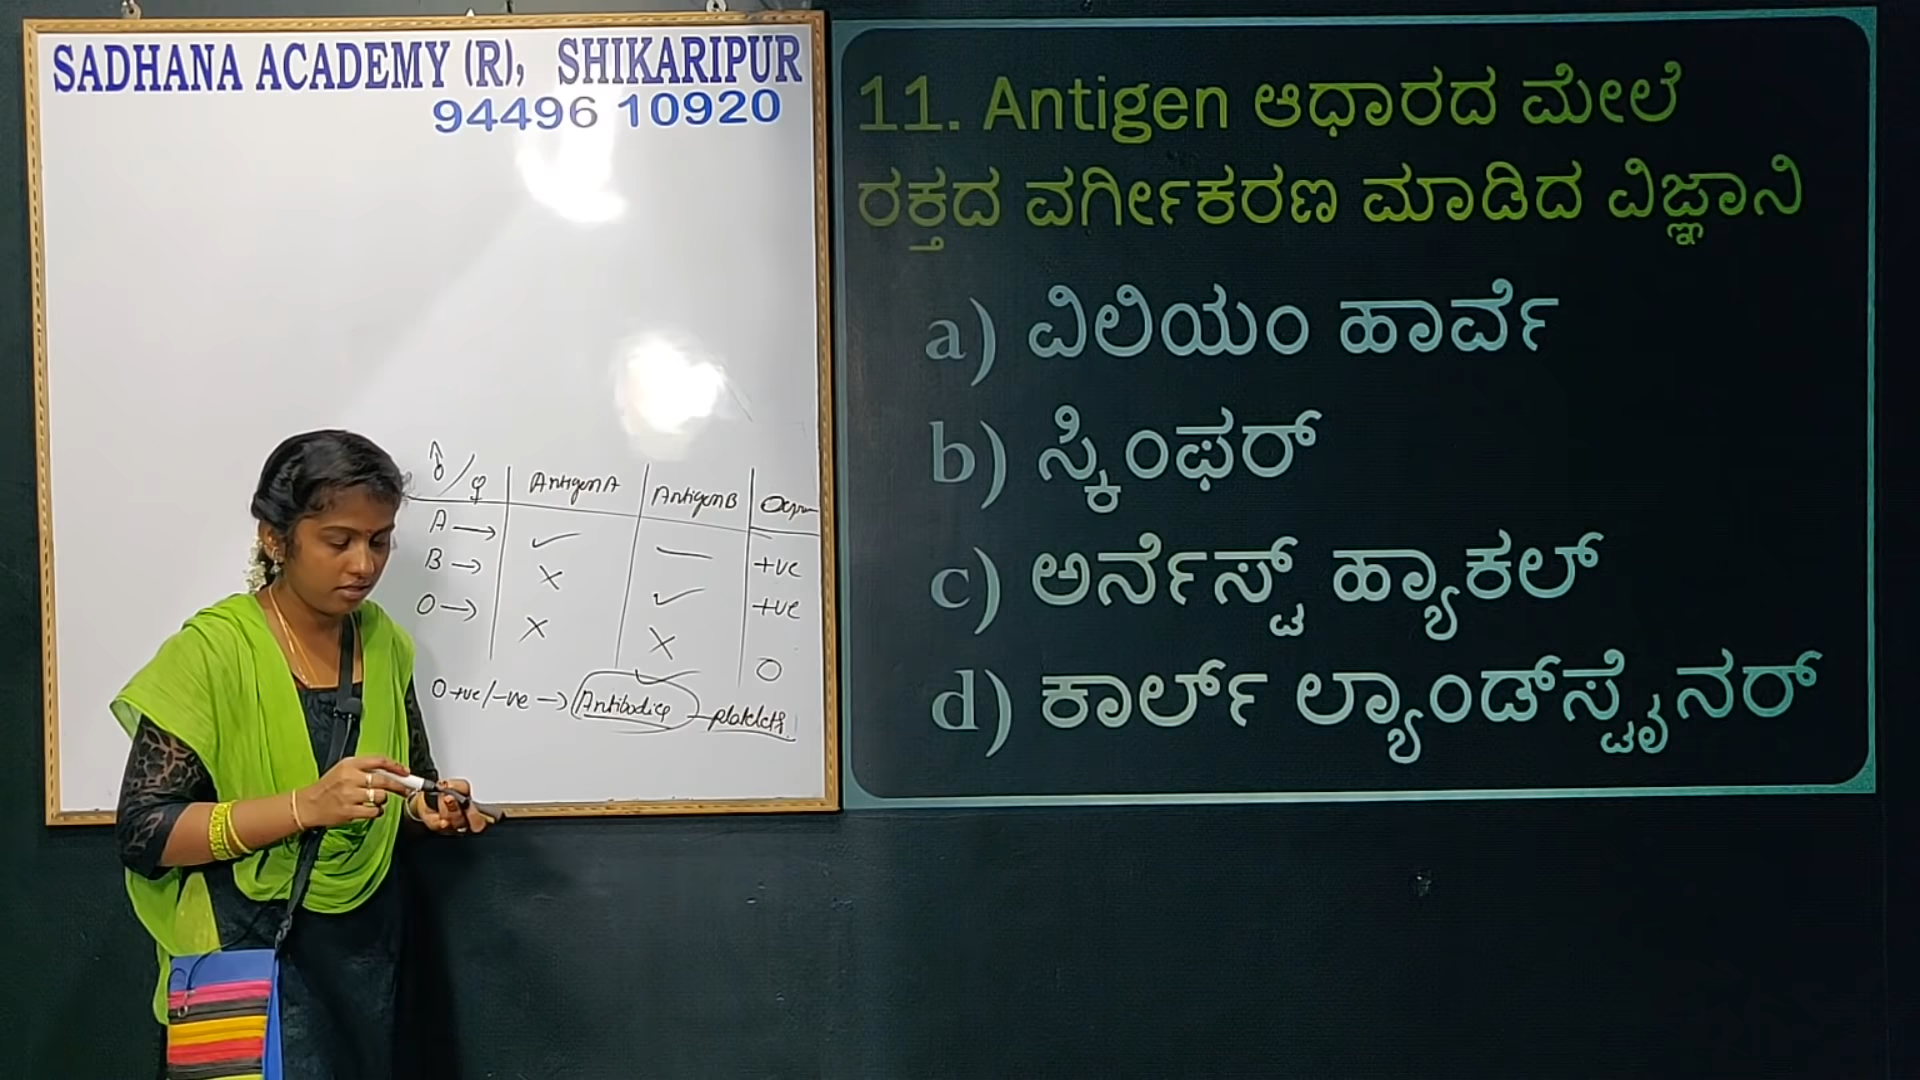 SADHANA ACADEMY (R), SHIKARIPUR
94496 10920
♂/♀ AntigenA AntigenB
A → ✓ — +ve
B → × ✓ +ve
O → × × O
O +ve/-ve → Antibodies — platelets
11. Antigen ಆಧಾರದ ಮೇಲೆ
ರಕ್ತದ ವರ್ಗೀಕರಣ ಮಾಡಿದ ವಿಜ್ಞಾನಿ
a) ವಿಲಿಯಂ ಹಾರ್ವೆ
b) ಸ್ಕಿಂಫರ್
c) ಅರ್ನೆಸ್ಟ್ ಹ್ಯಾಕಲ್
d) ಕಾರ್ಲ್ ಲ್ಯಾಂಡ್‌ಸ್ಟೈನರ್